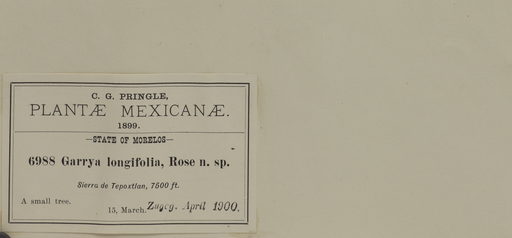 C. G. PRINGLE,
PLANTÆ MEXICANÆ.
1899.
—STATE OF MORELOS—
6988 Garrya longifolia, Rose n. sp.
Sierra de Tepoxtlan, 7500 ft.
A small tree.
15, March. Zugeg. April 1900.